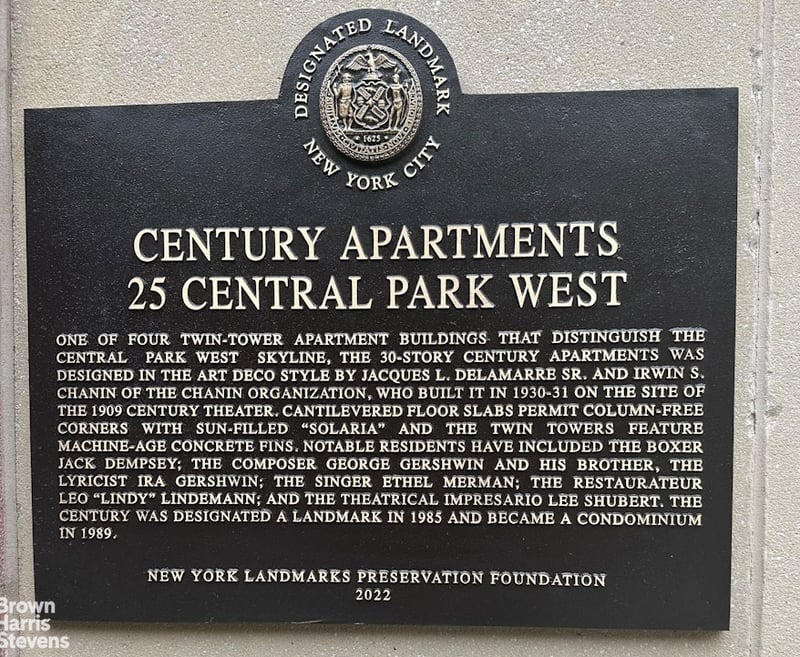 DESIGNATED LANDMARK
1625
NEW YORK CITY
CENTURY APARTMENTS
25 CENTRAL PARK WEST
ONE OF FOUR TWIN-TOWER APARTMENT BUILDINGS THAT DISTINGUISH THE
CENTRAL PARK WEST SKYLINE, THE 30-STORY CENTURY APARTMENTS WAS
DESIGNED IN THE ART DECO STYLE BY JACQUES L. DELAMARRE SR. AND IRWIN S.
CHANIN OF THE CHANIN ORGANIZATION, WHO BUILT IT IN 1930-31 ON THE SITE OF
THE 1909 CENTURY THEATER. CANTILEVERED FLOOR SLABS PERMIT COLUMN-FREE
CORNERS WITH SUN-FILLED "SOLARIA" AND THE TWIN TOWERS FEATURE
MACHINE-AGE CONCRETE FINS. NOTABLE RESIDENTS HAVE INCLUDED THE BOXER
JACK DEMPSEY; THE COMPOSER GEORGE GERSHWIN AND HIS BROTHER, THE
LYRICIST IRA GERSHWIN; THE SINGER ETHEL MERMAN; THE RESTAURATEUR
LEO "LINDY" LINDEMANN; AND THE THEATRICAL IMPRESARIO LEE SHUBERT. THE
CENTURY WAS DESIGNATED A LANDMARK IN 1985 AND BECAME A CONDOMINIUM
IN 1989.
NEW YORK LANDMARKS PRESERVATION FOUNDATION
2022
Brown
Harris
Stevens